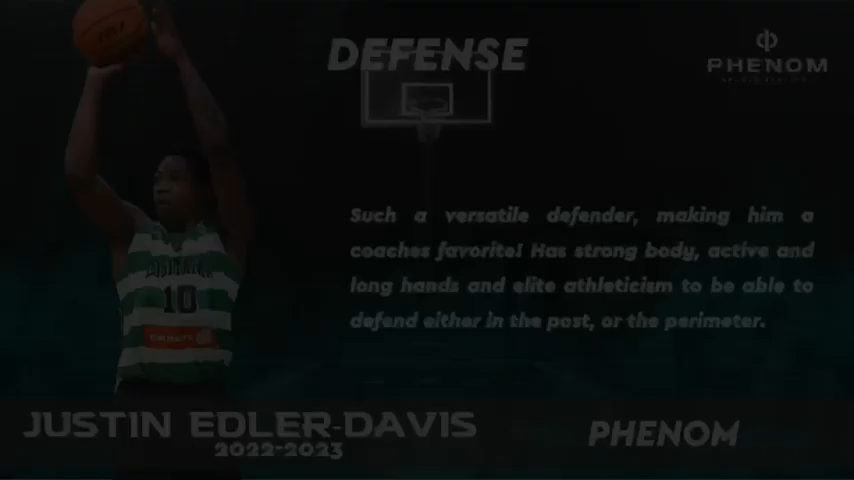 DEFENSE
PHENOM
Such a versatile defender, making him a
coaches favorite! Has strong body, active and
long hands and elite athleticism to be able to
defend either in the post, or the perimeter.
10
JUSTIN EDLER-DAVIS
2022-2023
PHENOM